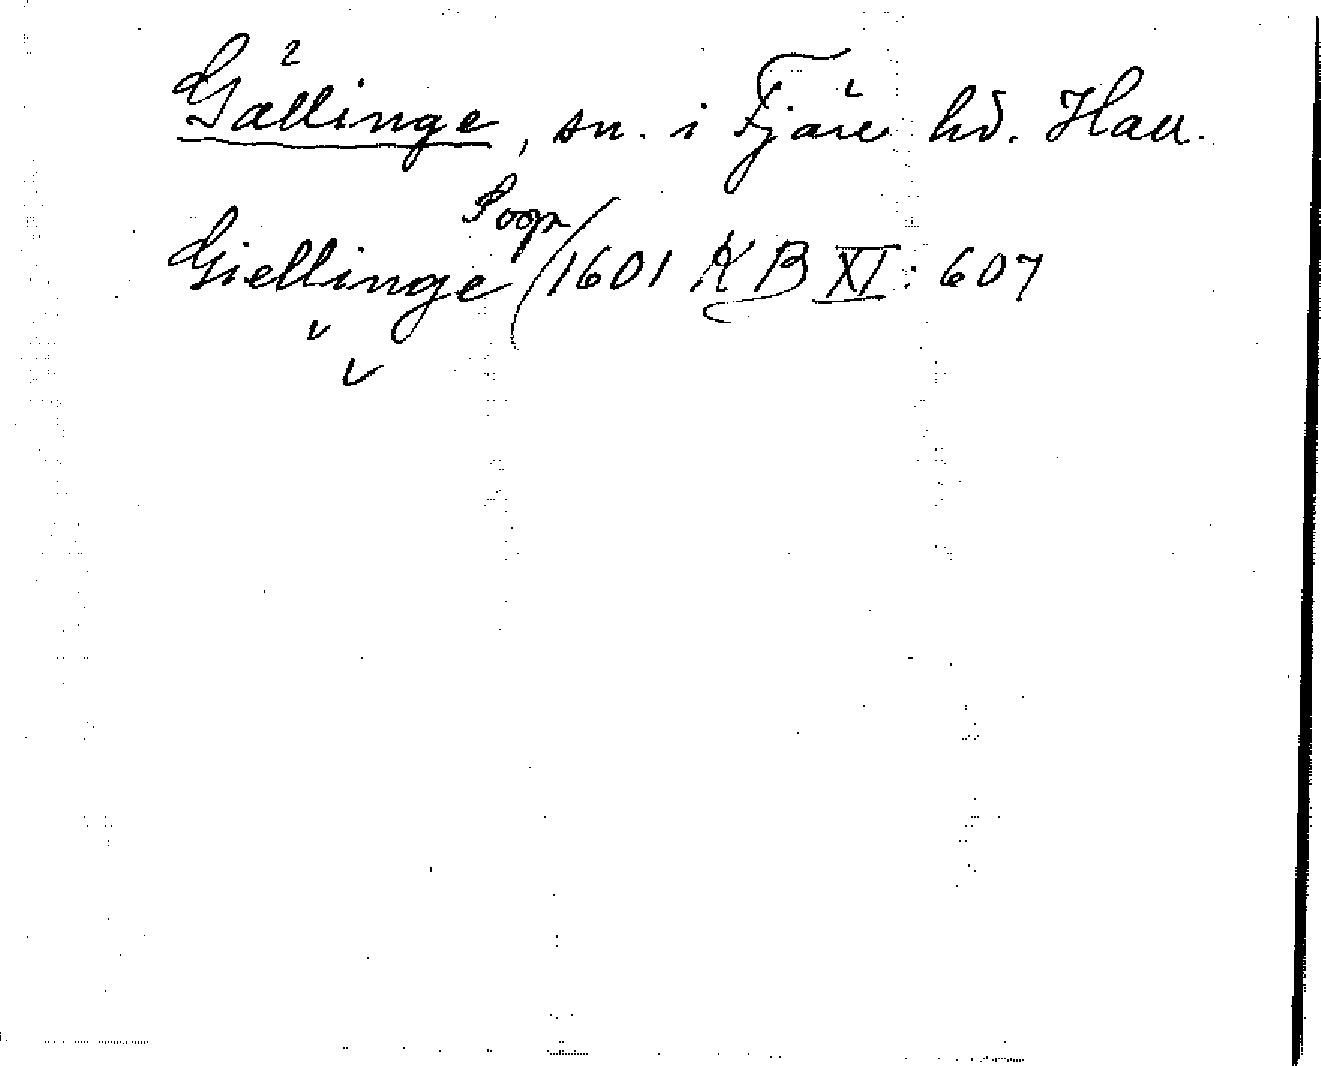 Gällinge, sn. i Fjäre hd. Hall.
Sogn
Giellinge 1601 KB XI: 607